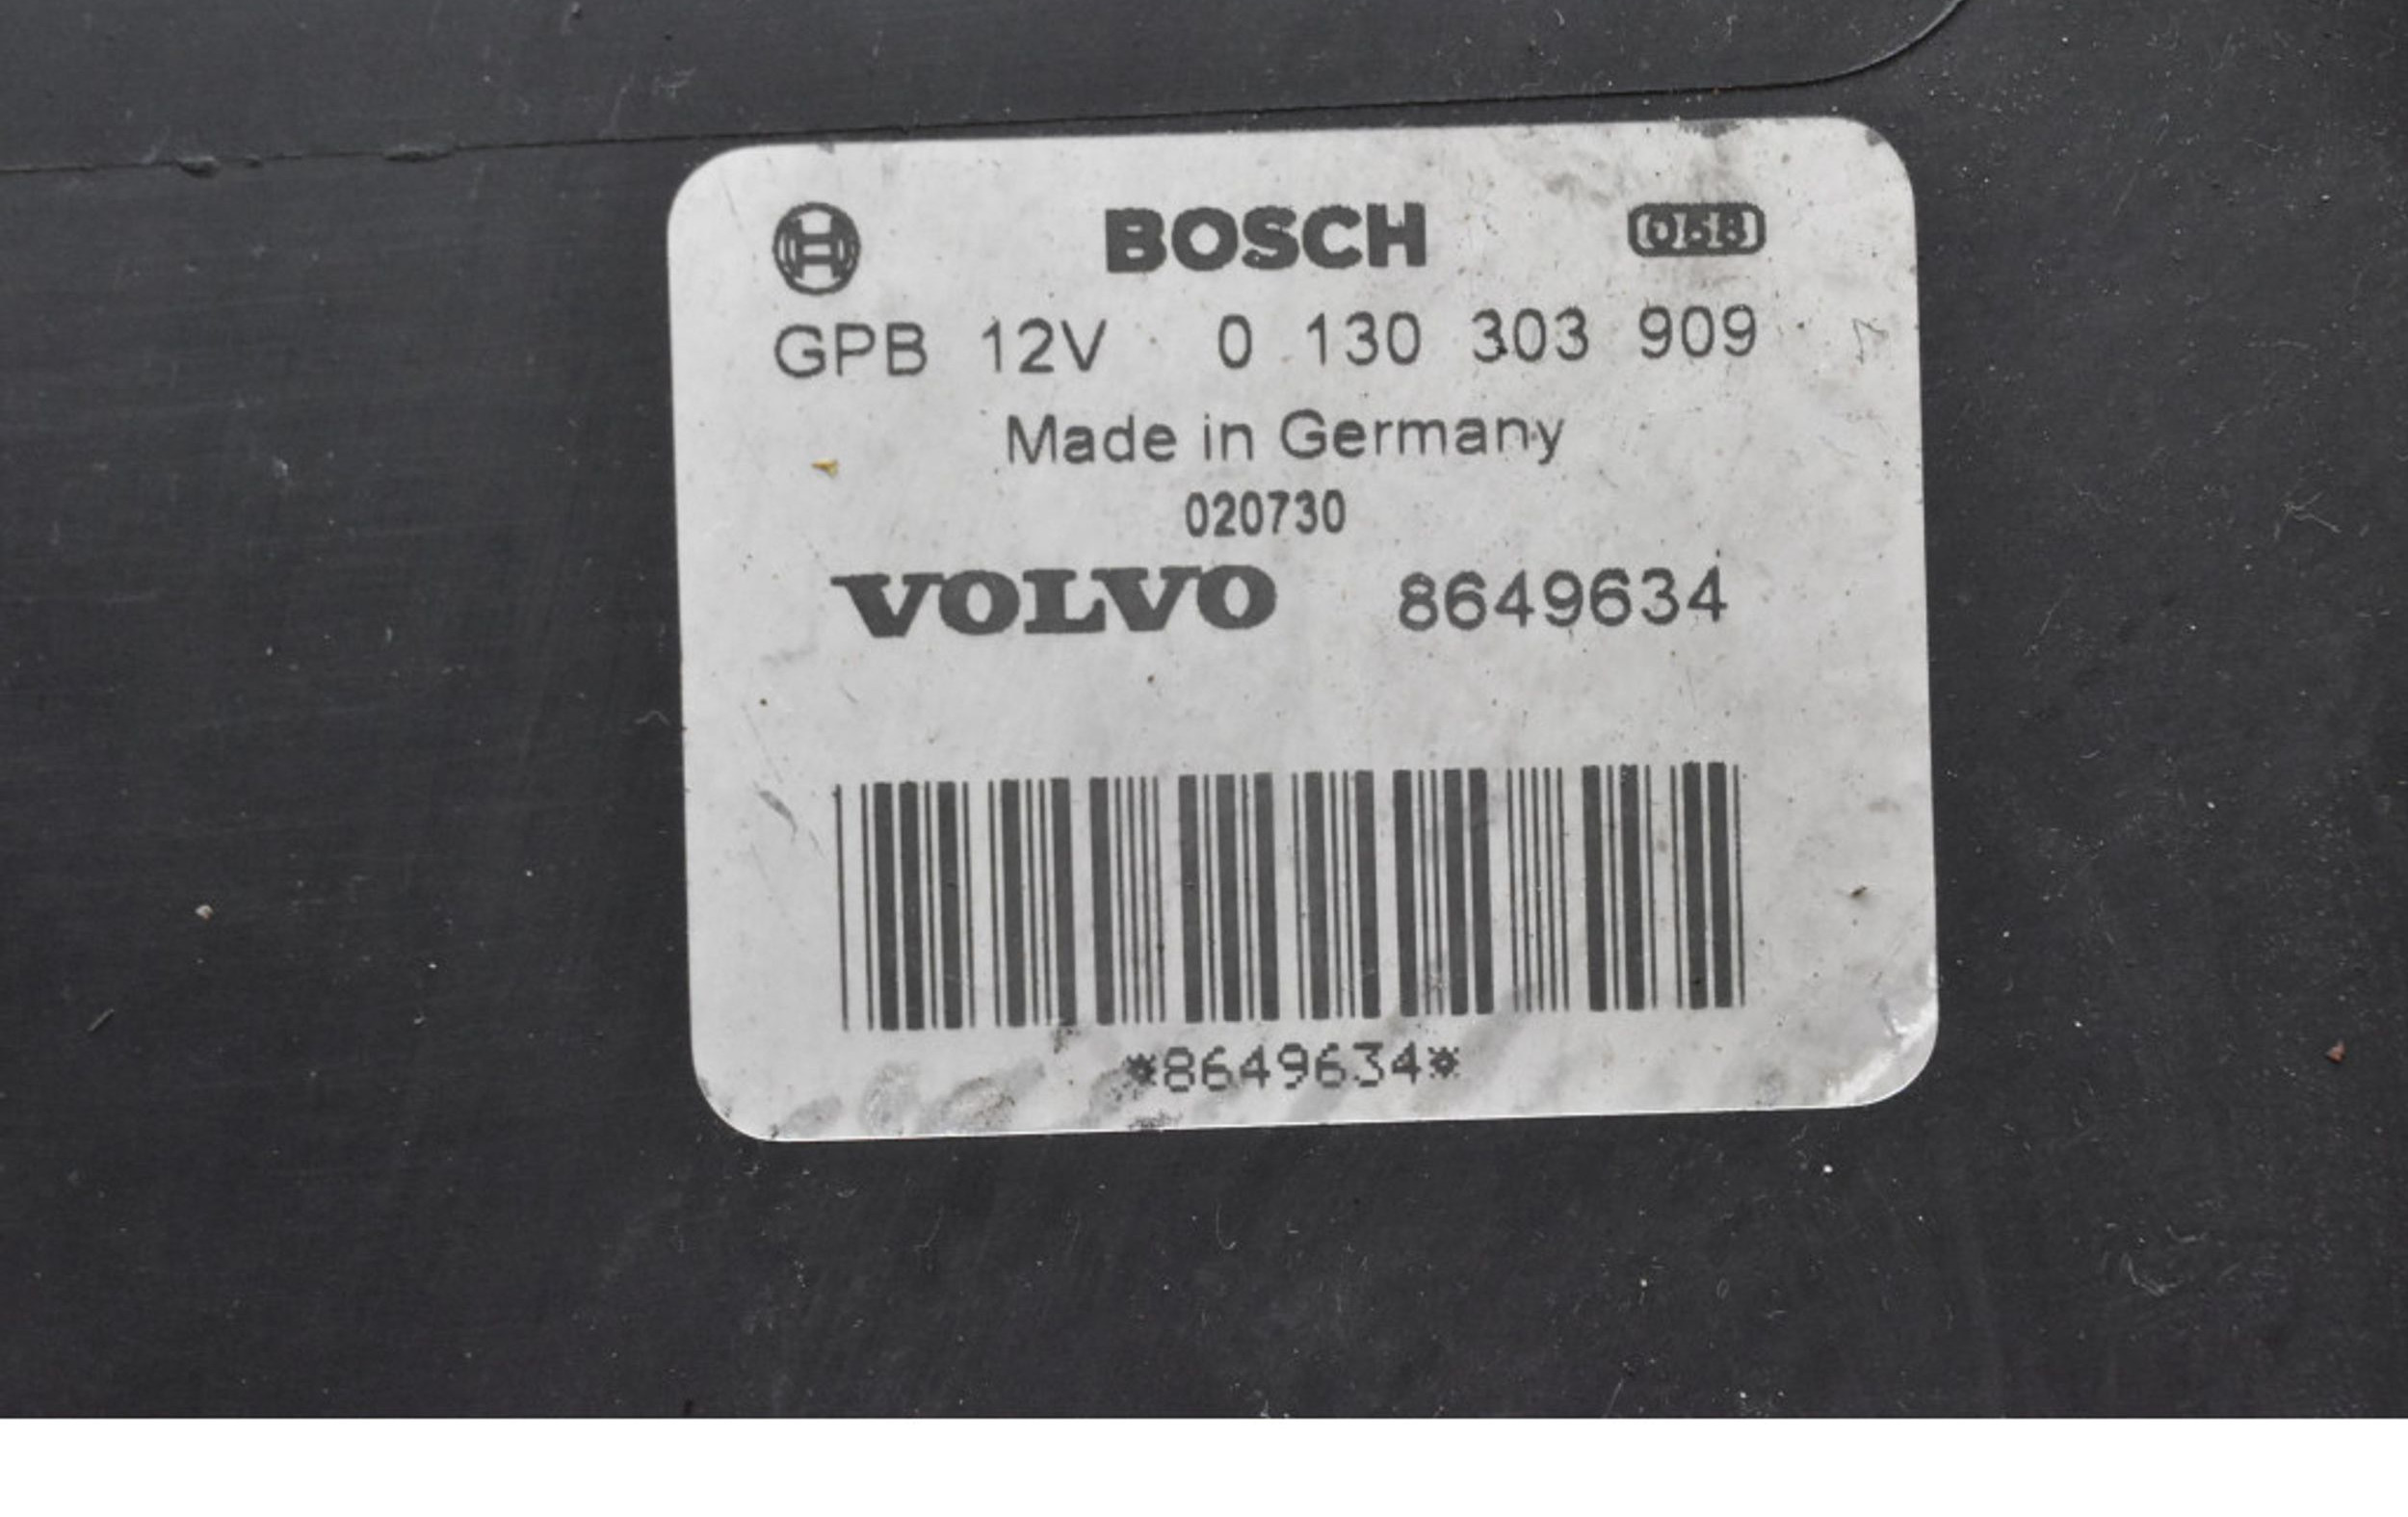 BOSCH 058
GPB 12V 0 130 303 909
Made in Germany
020730
VOLVO 8649634
*8649634*